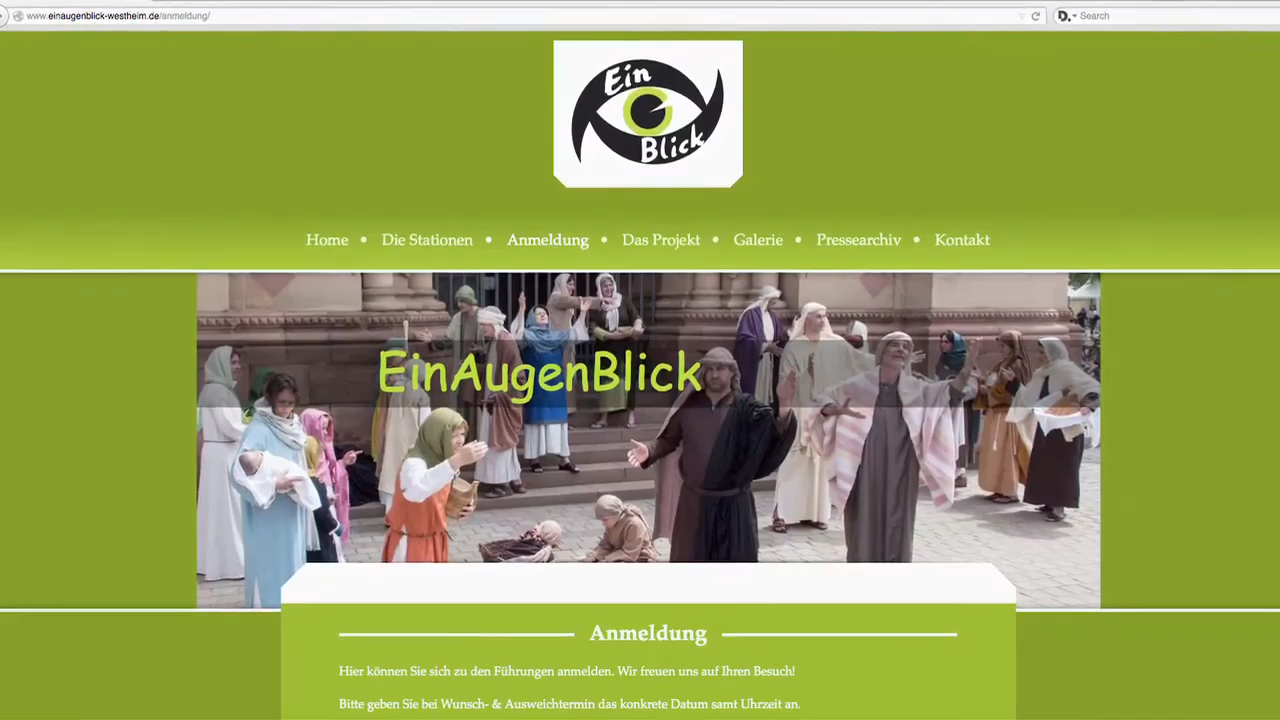 www.einaugenblick-westheim.de/anmeldung/
Search
Ein
Blick
Home • Die Stationen • Anmeldung • Das Projekt • Galerie • Pressearchiv • Kontakt
EinAugenBlick
Anmeldung
Hier können Sie sich zu den Führungen anmelden. Wir freuen uns auf Ihren Besuch!
Bitte geben Sie bei Wunsch- & Ausweichtermin das konkrete Datum samt Uhrzeit an.